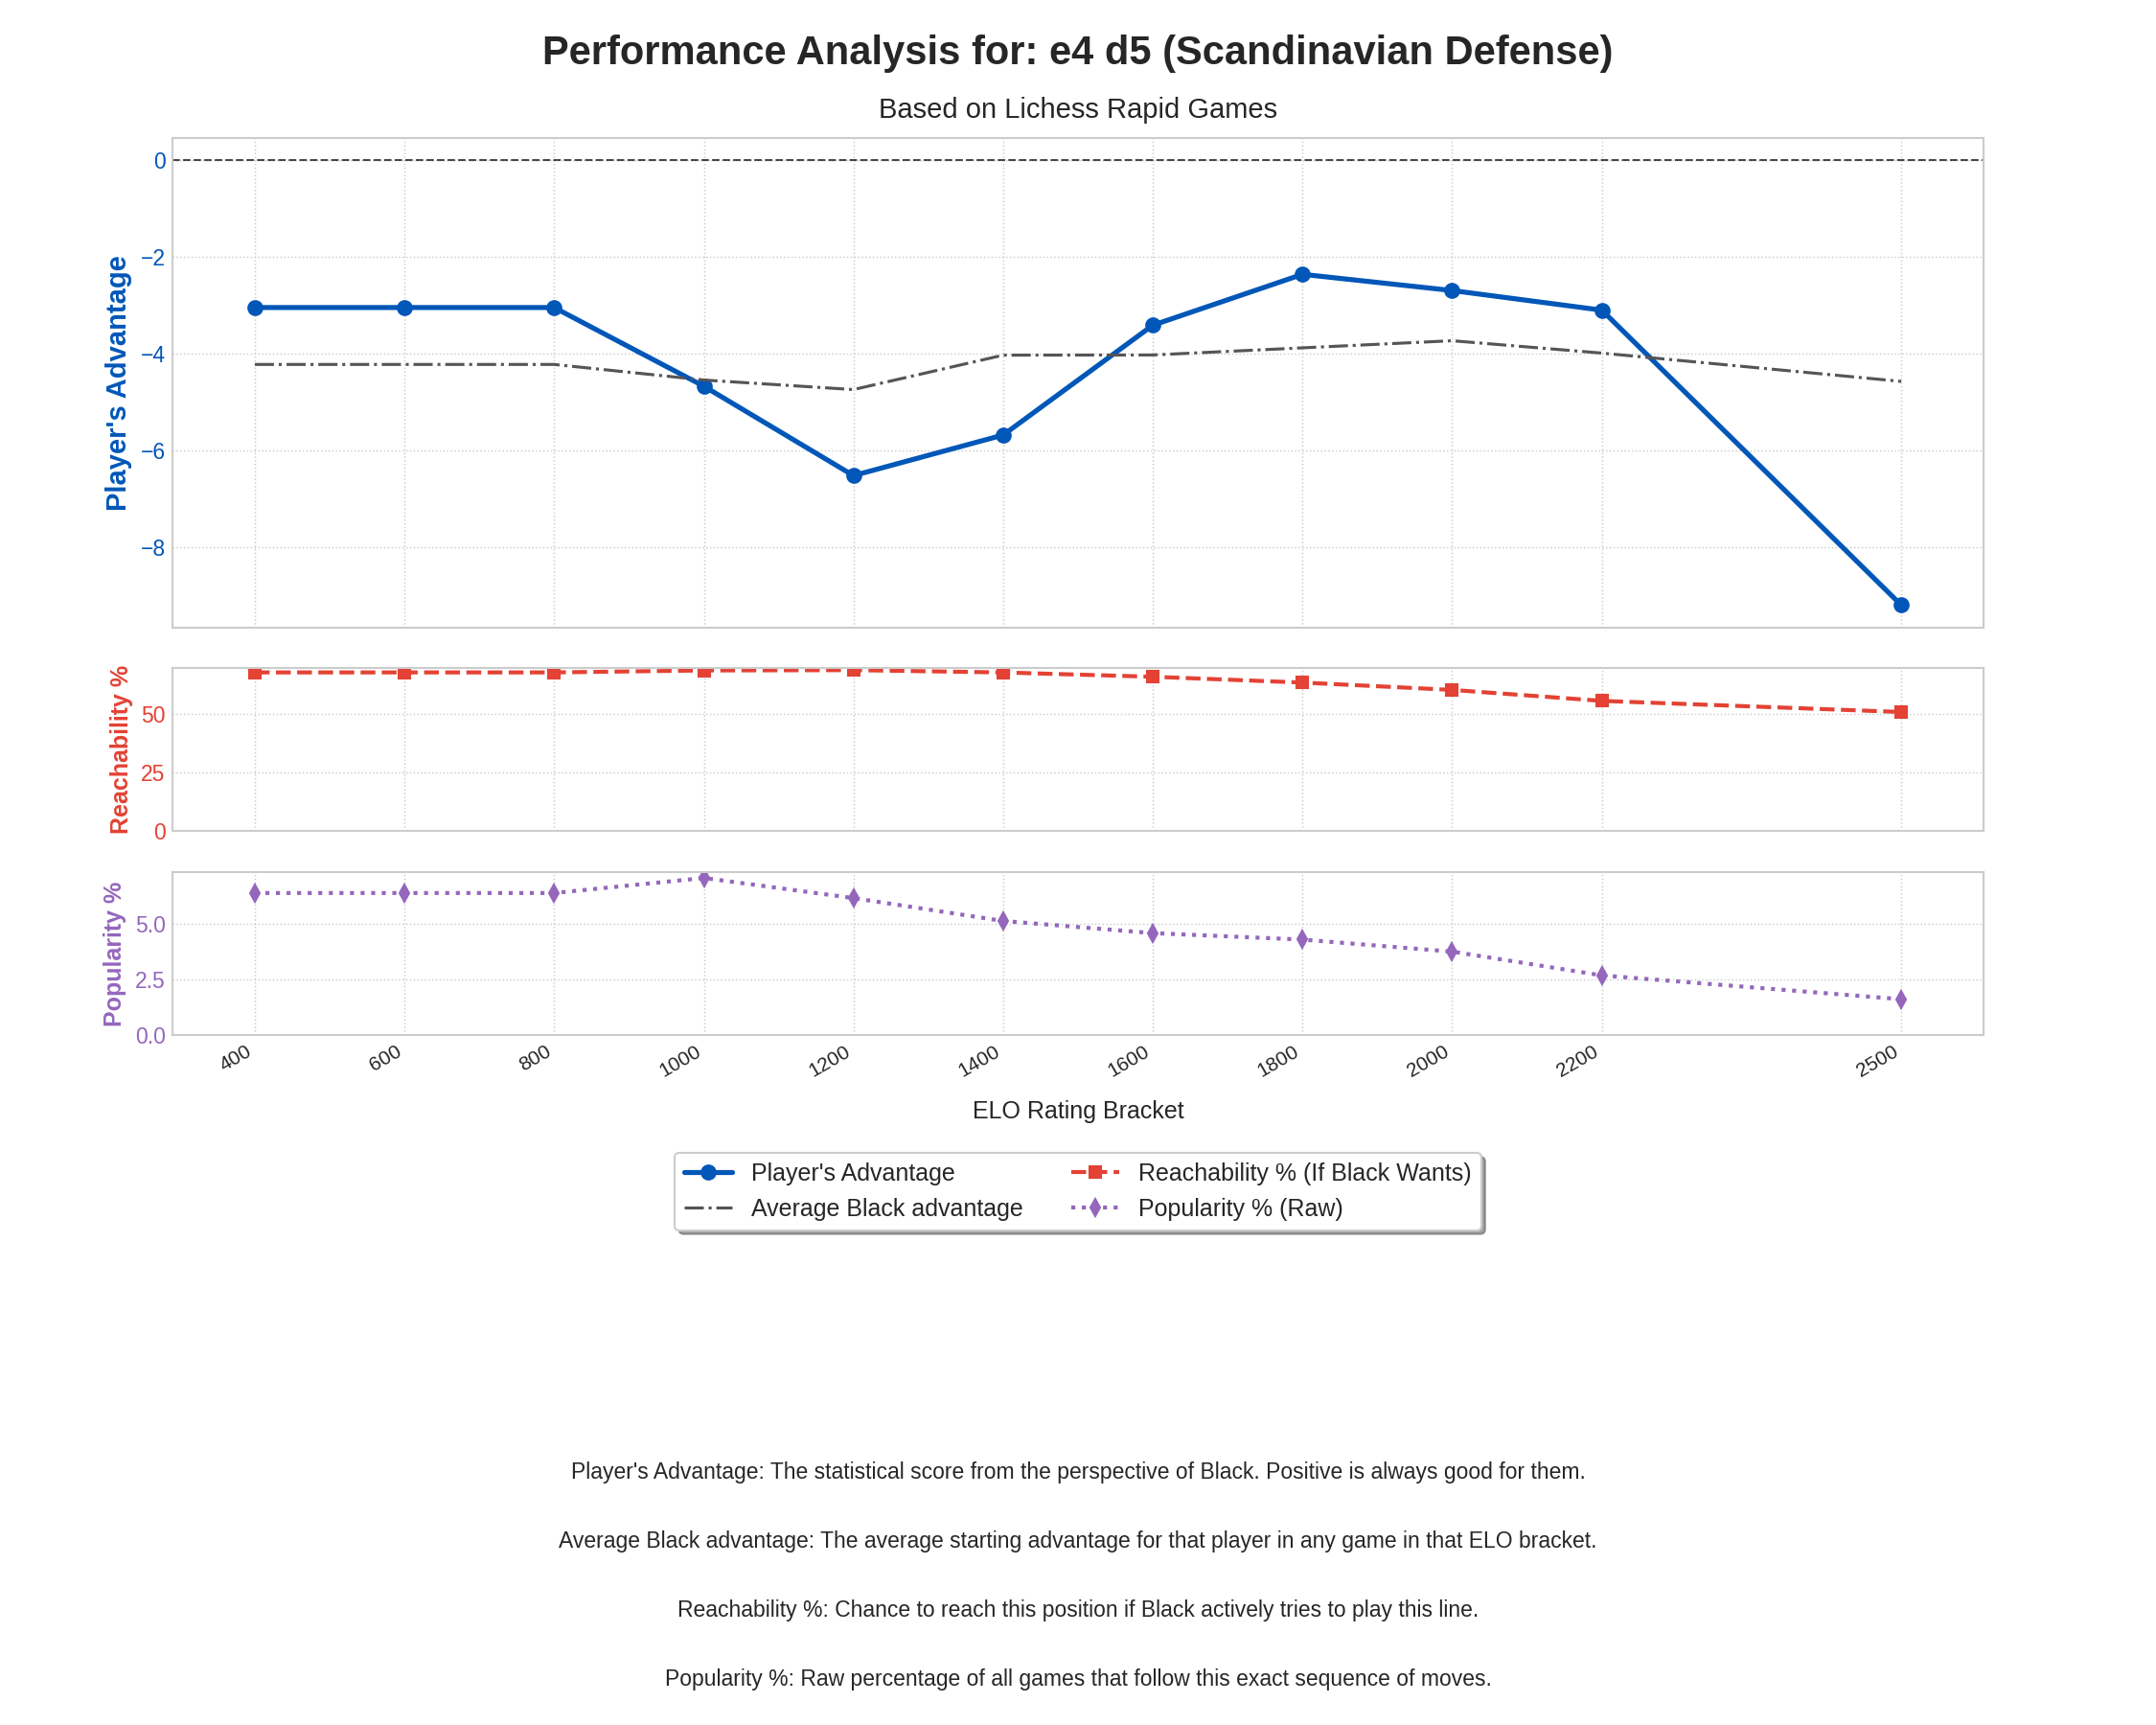 Performance Analysis for: e4 d5 (Scandinavian Defense)
Based on Lichess Rapid Games
Player's Advantage
0
−2
−4
−6
−8
Reachability %
50
25
0
Popularity %
5.0
2.5
0.0
400
600
800
1000
1200
1400
1600
1800
2000
2200
2500
ELO Rating Bracket
Player's Advantage
Average Black advantage
Reachability % (If Black Wants)
Popularity % (Raw)
Player's Advantage: The statistical score from the perspective of Black. Positive is always good for them.
Average Black advantage: The average starting advantage for that player in any game in that ELO bracket.
Reachability %: Chance to reach this position if Black actively tries to play this line.
Popularity %: Raw percentage of all games that follow this exact sequence of moves.